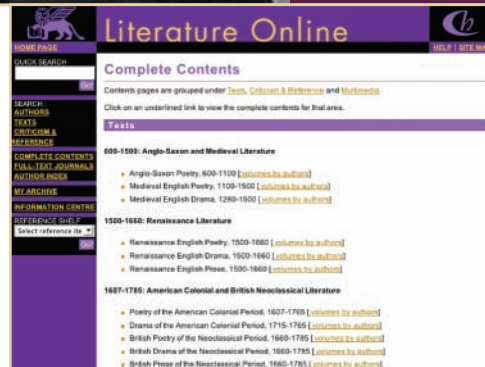 Literature Online
HOME PAGE
HELP | SITE MA
QUICK SEARCH
Go!
SEARCH:
AUTHORS
TEXTS
CRITICISM &
REFERENCE
COMPLETE CONTENTS
FULL-TEXT JOURNALS
AUTHOR INDEX
MY ARCHIVE
INFORMATION CENTRE
REFERENCE SHELF
Select reference ite
Go!
Complete Contents
Contents pages are grouped under Texts, Criticism & Reference and Multimedia.
Click on an underlined link to view the complete contents for that area.
Texts
600-1500: Anglo-Saxon and Medieval Literature
Anglo-Saxon Poetry, 600-1100 [volumes by authors]
Medieval English Poetry, 1100-1500 [volumes by authors]
Medieval English Drama, 1280-1500 [volumes by authors]
1500-1660: Renaissance Literature
Renaissance English Poetry, 1500-1660 [volumes by authors]
Renaissance English Drama, 1500-1660 [volumes by authors]
Renaissance English Prose, 1500-1660 [volumes by authors]
1607-1785: American Colonial and British Neoclassical Literature
Poetry of the American Colonial Period, 1607-1765 [volumes by authors]
Drama of the American Colonial Period, 1715-1765 [volumes by authors]
British Poetry of the Neoclassical Period, 1660-1785 [volumes by authors]
British Drama of the Neoclassical Period, 1660-1785 [volumes by authors]
British Prose of the Neoclassical Period, 1660-1785 [volumes by authors]